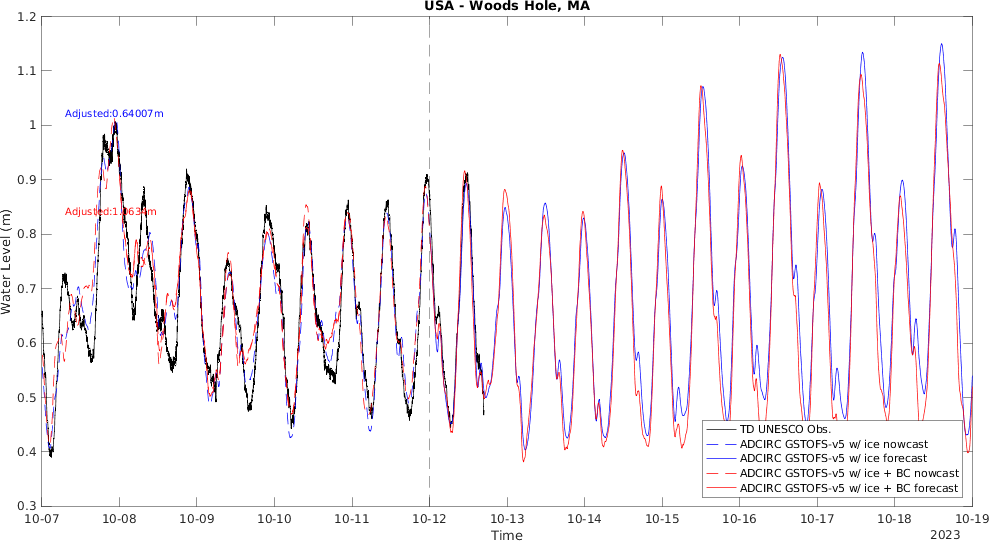 USA - Woods Hole, MA
1.2
1.1
1
0.9
0.8
0.7
0.6
0.5
0.4
0.3
Water Level (m)
Adjusted:0.64007m
Adjusted:1.0634m
TD UNESCO Obs.
ADCIRC GSTOFS-v5 w/ ice nowcast
ADCIRC GSTOFS-v5 w/ ice forecast
ADCIRC GSTOFS-v5 w/ ice + BC nowcast
ADCIRC GSTOFS-v5 w/ ice + BC forecast
10-07 10-08 10-09 10-10 10-11 10-12 10-13 10-14 10-15 10-16 10-17 10-18 10-19
Time
2023